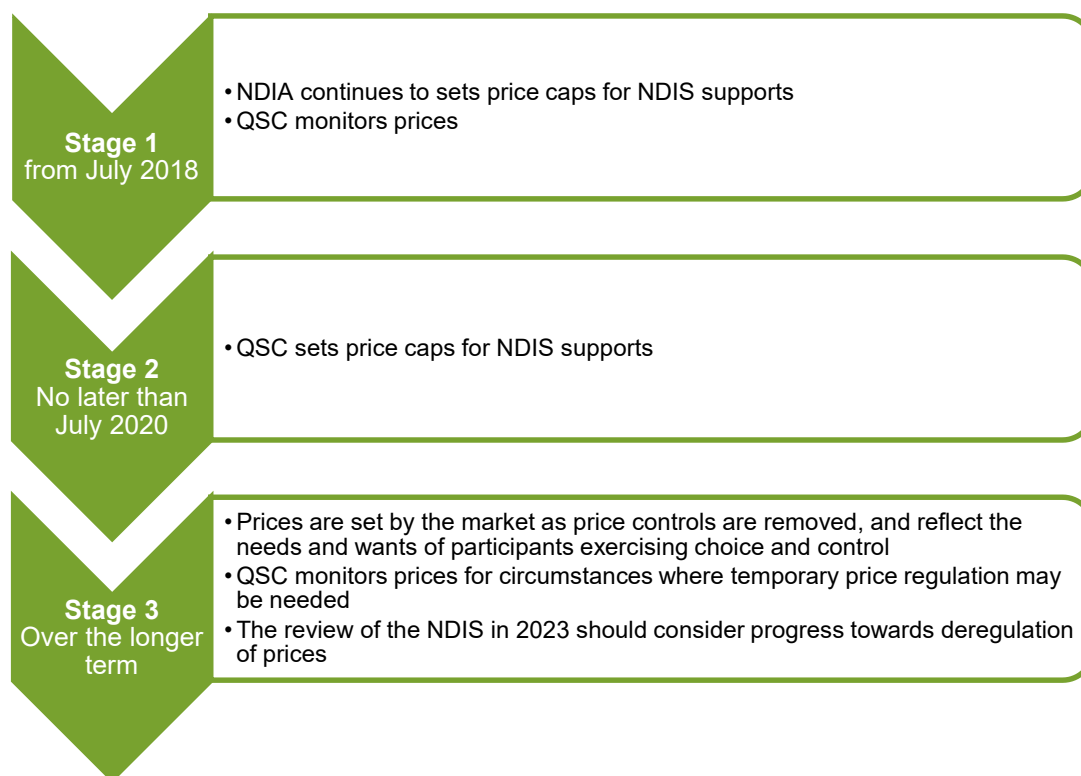 Stage 1
from July 2018
• NDIA continues to sets price caps for NDIS supports
• QSC monitors prices
Stage 2
No later than
July 2020
• QSC sets price caps for NDIS supports
Stage 3
Over the longer
term
• Prices are set by the market as price controls are removed, and reflect the
needs and wants of participants exercising choice and control
• QSC monitors prices for circumstances where temporary price regulation may
be needed
• The review of the NDIS in 2023 should consider progress towards deregulation
of prices